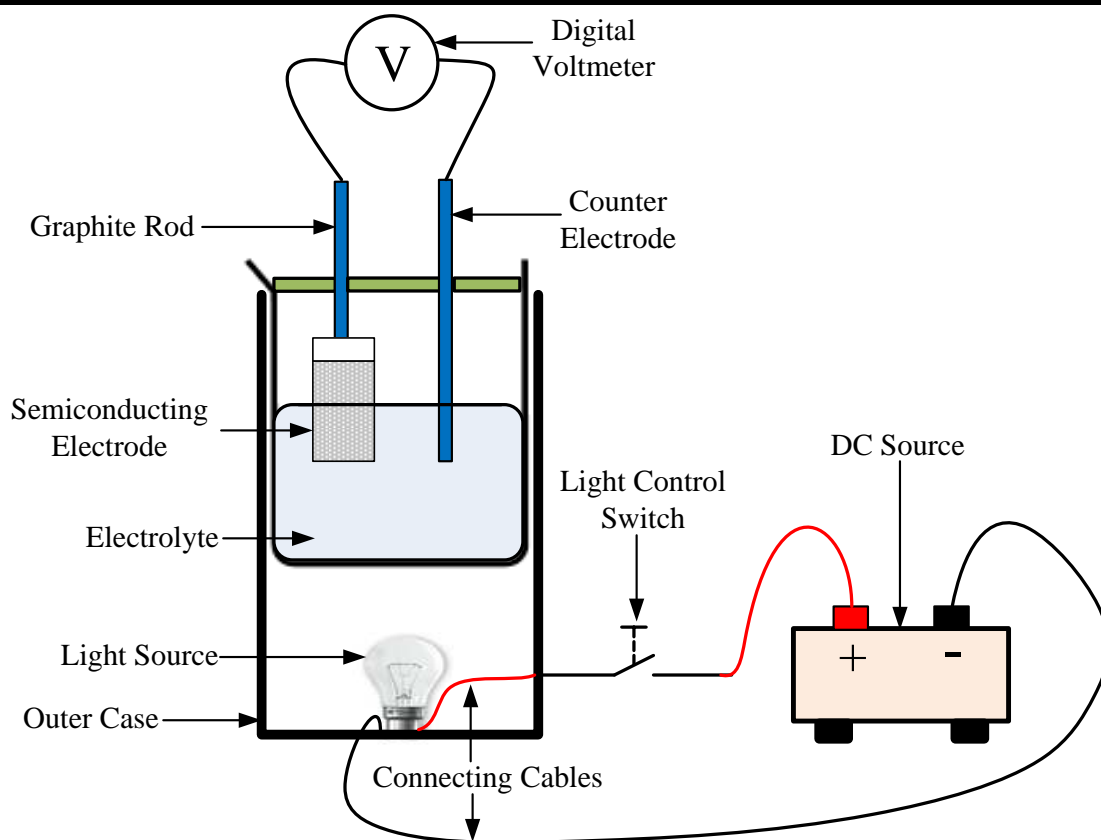 Digital
Voltmeter
V
Graphite Rod
Counter
Electrode
Semiconducting
Electrode
DC Source
Light Control
Switch
Electrolyte
Light Source
+ -
Outer Case
Connecting Cables